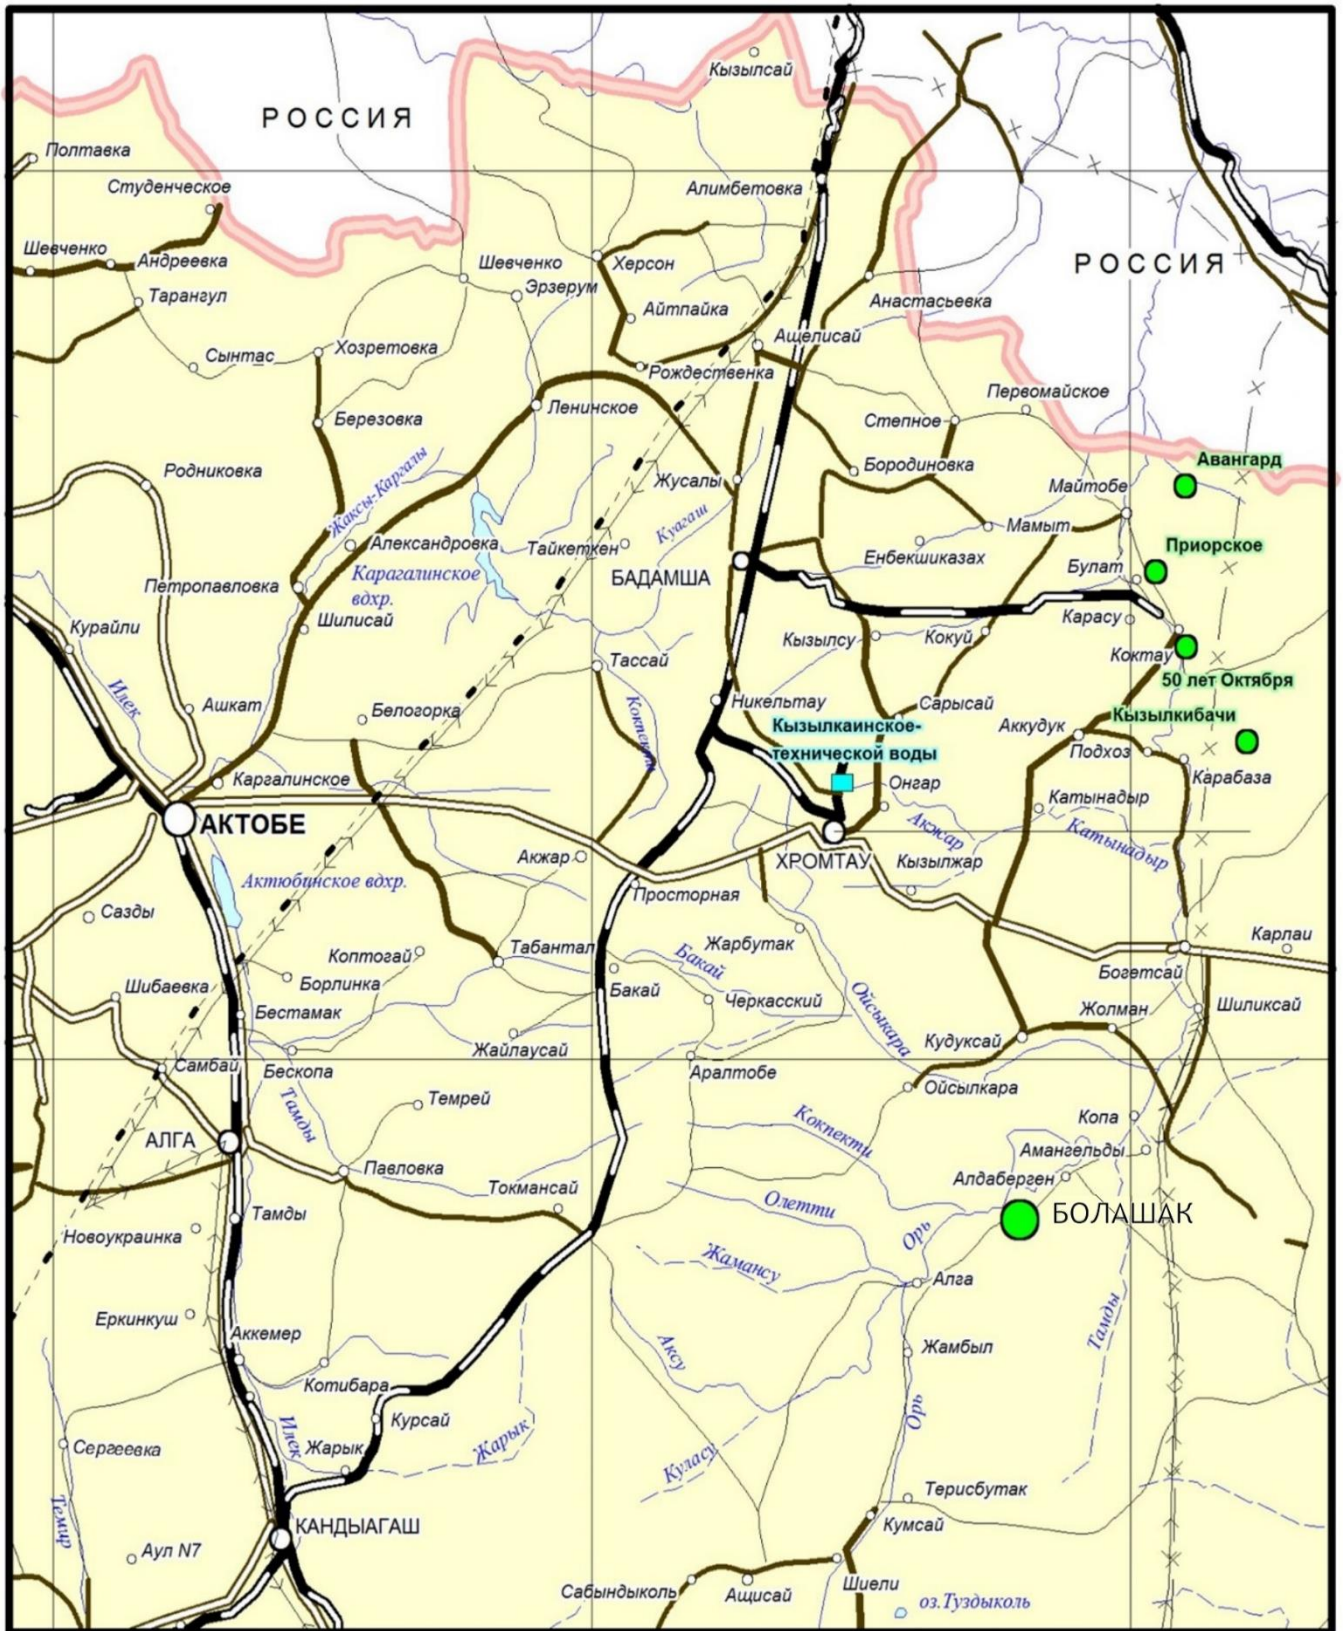 Кызылсай
РОССИЯ
Полтавка
Студенческое
Алимбетовка
Шевченко
Андреевка
Шевченко
Херсон
РОССИЯ
Тарангул
Эрзерум
Айтпайка
Анастасьевка
Сынтас
Хозретовка
Ащелисай
Рождественка
Первомайское
Березовка
Ленинское
Степное
Родниковка
Жаксы-Каргалы
Жусалы
Бородиновка
Авангард
Майтобе
Куагаш
Мамыт
Александровка
Тайкеткен
Енбекшиказах
Приорское
Петропавловка
Карагалинское
вдхр.
БАДАМША
Булат
Шилисай
Карасу
Курайли
Кызылсу
Кокуй
Коктау
Тассай
50 лет Октября
Илек
Ашкат
Белогорка
Кокпекти
Никельтау
Сарысай
Кызылкибачи
Кызылкаинское-
технической воды
Аккудук
Подхоз
Каргалинское
Онгар
Карабаза
АКТОБЕ
Катынадыр
Акжар
Катынадыр
Акжар
ХРОМТАУ
Кызылжар
Актюбинское вдхр.
Просторная
Сазды
Жарбутак
Карлаи
Коптогай
Табантал
Бакай
Богетсай
Шибаевка
Борлинка
Бакай
Черкасский
Ойсыкара
Шиликсай
Бестамак
Жолман
Жайлаусай
Кудуксай
Самбай
Бескопа
Аралтобе
Ойсылкара
Тамды
Темрей
Кокпекти
Копа
АЛГА
Амангельды
Павловка
Алдаберген
Токмансай
Олетти
БОЛАШАК
Тамды
Орь
Новоукраинка
Жамансу
Алга
Еркинкуш
Аккемер
Аксу
Жамбыл
Тамды
Котибара
Курсай
Орь
Илек
Жарык
Жарык
Сергеевка
Куласу
Терисбутак
Темир
КАНДЫАГАШ
Кумсай
Аул N7
Сабындыколь
Ащисай
Шиели
оз.Туздыколь